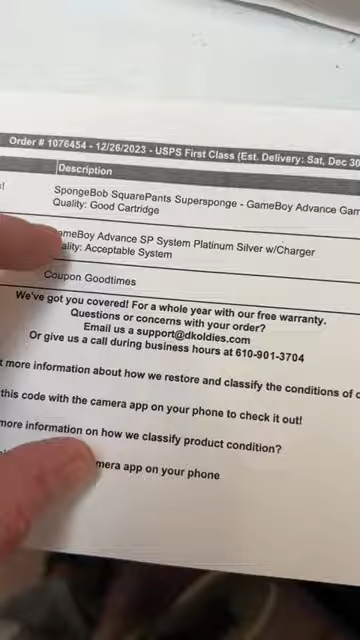 Order # 1076454 - 12/26/2023 - USPS First Class (Est. Delivery: Sat, Dec 30
Description
SpongeBob SquarePants Supersponge - GameBoy Advance Gam
Quality: Good Cartridge
ameBoy Advance SP System Platinum Silver w/Charger
ality: Acceptable System
Coupon Goodtimes
We've got you covered! For a whole year with our free warranty.
Questions or concerns with your order?
Email us a support@dkoldies.com
Or give us a call during business hours at 610-901-3704
more information about how we restore and classify the conditions of
this code with the camera app on your phone to check it out!
more information on how we classify product condition?
mera app on your phone